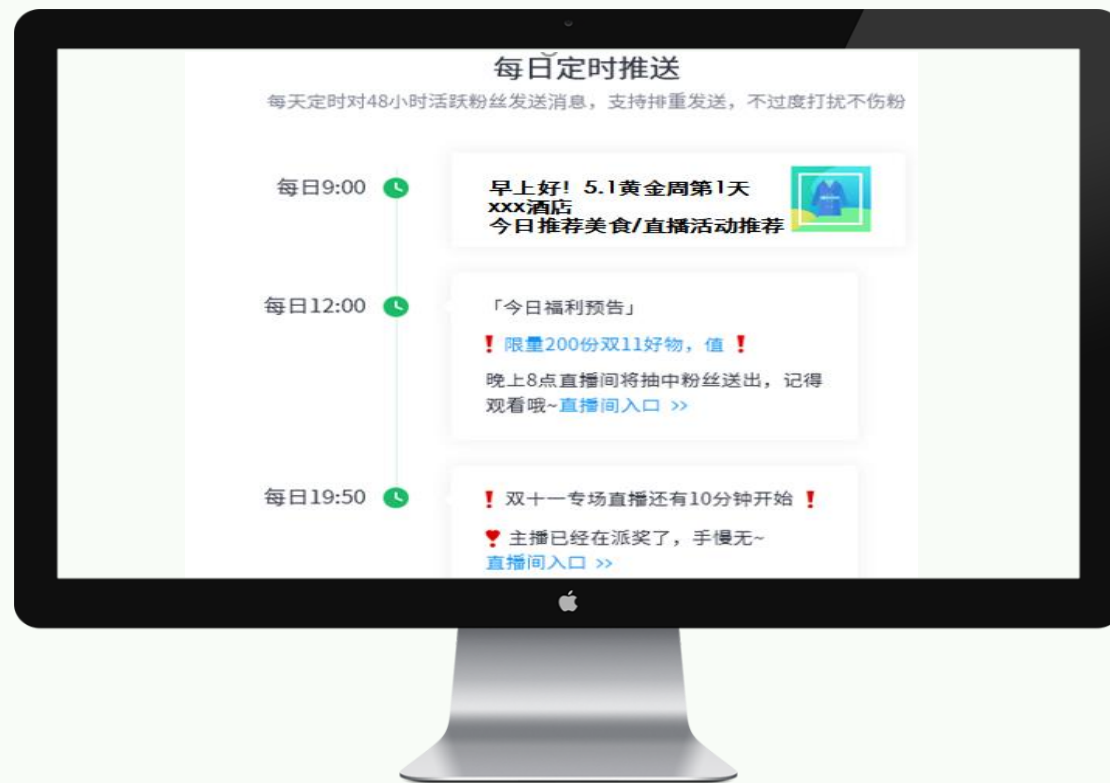 每日定时推送
每天定时对48小时活跃粉丝发送消息，支持排重发送，不过度打扰不伤粉
每日9:00
早上好！5.1黄金周第1天
xxx酒店
今日推荐美食/直播活动推荐
每日12:00
「今日福利预告」
❗限量200份双11好物，值❗
晚上8点直播间将抽中粉丝送出，记得
观看哦~直播间入口 >>
每日19:50
❗双十一专场直播还有10分钟开始❗
❣主播已经在派奖了，手慢无~
直播间入口 >>